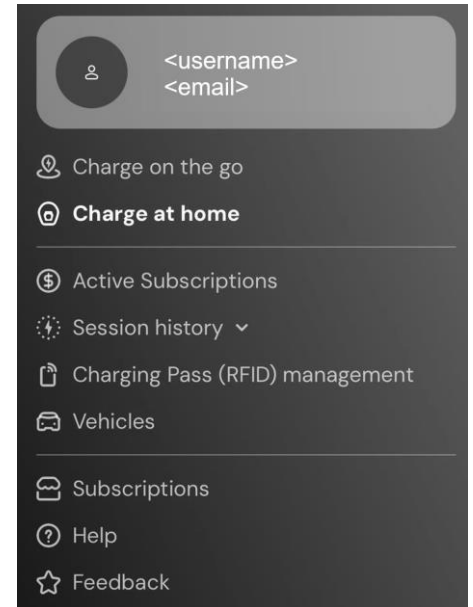 <username>
<email>
Charge on the go
Charge at home
Active Subscriptions
Session history
Charging Pass (RFID) management
Vehicles
Subscriptions
Help
Feedback